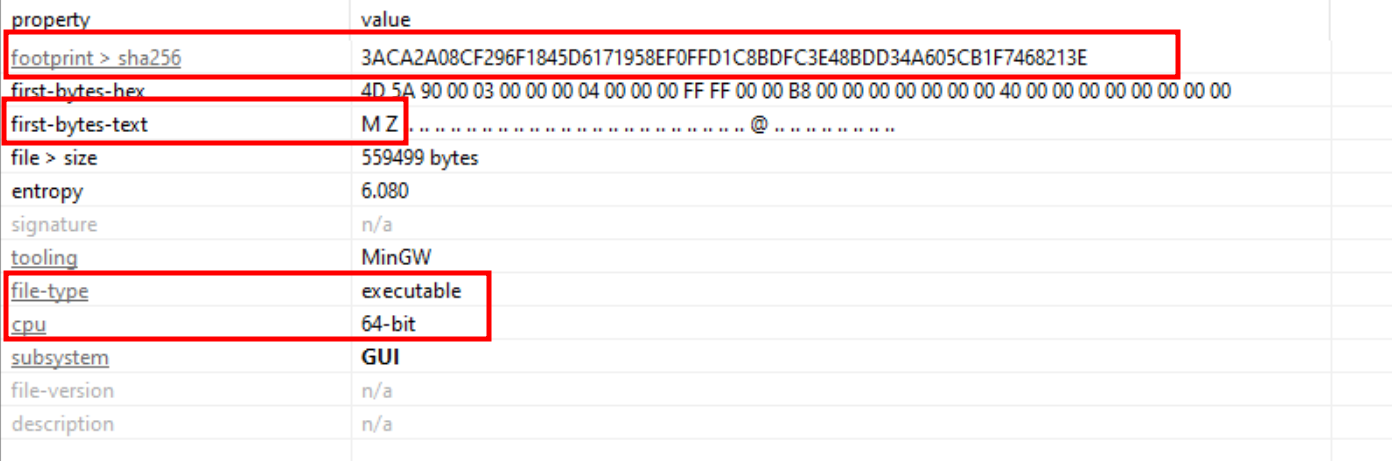 property value
footprint > sha256 3ACA2A08CF296F1845D6171958EF0FFD1C8BDFC3E48BDD34A605CB1F7468213E
first-bytes-hex 4D 5A 90 00 03 00 00 00 04 00 00 00 FF FF 00 00 B8 00 00 00 00 00 00 00 40 00 00 00 00 00 00 00 00
first-bytes-text M Z .. .. .. .. .. .. .. .. .. .. .. .. .. .. .. .. .. .. .. .. .. .. @ .. .. .. .. .. .. .. ..
file > size 559499 bytes
entropy 6.080
signature n/a
tooling MinGW
file-type executable
cpu 64-bit
subsystem GUI
file-version n/a
description n/a